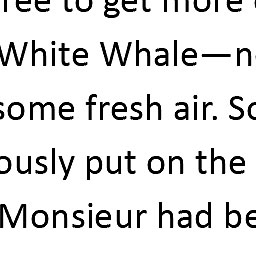 ree to get more
White Whale—n
some fresh air. So
ously put on the
Monsieur had be